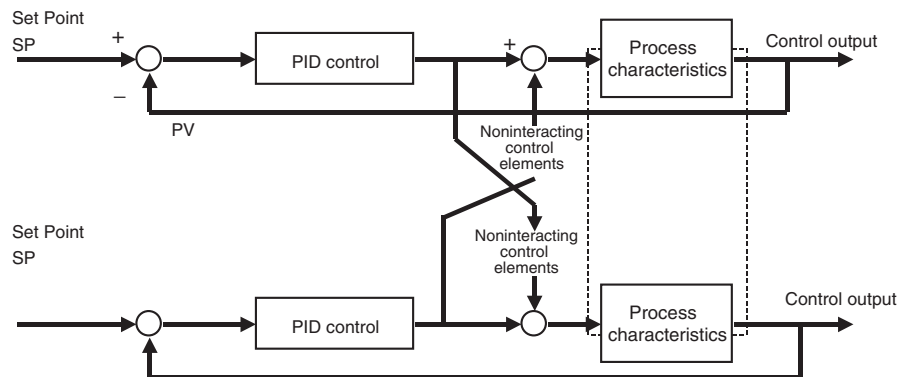 Set Point
SP
+
−
PID control
+
Process
characteristics
Control output
PV
Noninteracting
control
elements
Set Point
SP
Noninteracting
control
elements
PID control
Process
characteristics
Control output